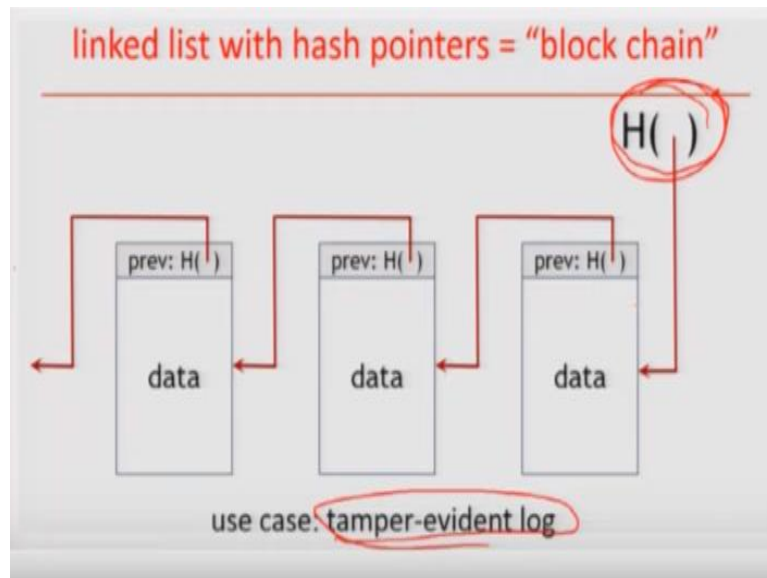 linked list with hash pointers = “block chain”
H( )
prev: H( )
prev: H( )
prev: H( )
data
data
data
use case: tamper-evident log